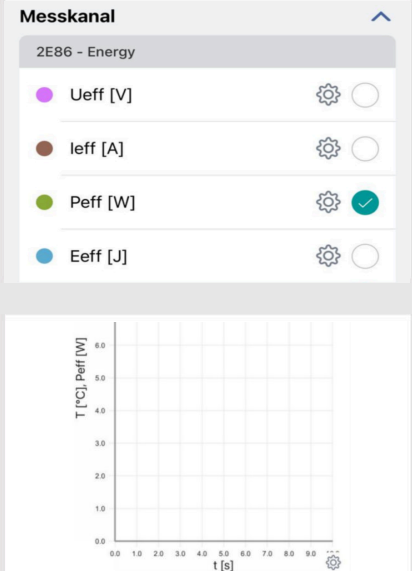 Messkanal
2E86 - Energy
Ueff [V]
Ieff [A]
Peff [W]
Eeff [J]
T [°C], Peff [W]
6.0
5.0
4.0
3.0
2.0
1.0
0.0
0.0 1.0 2.0 3.0 4.0 5.0 6.0 7.0 8.0 9.0
t [s]